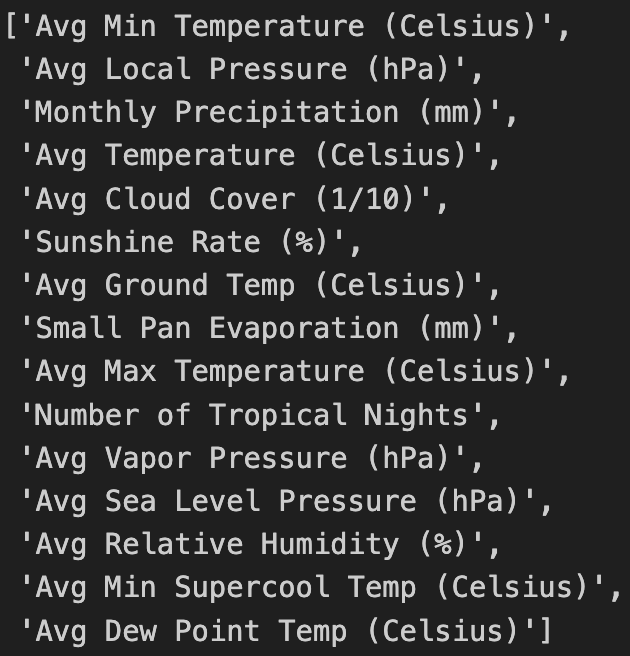 ['Avg Min Temperature (Celsius)',
'Avg Local Pressure (hPa)',
'Monthly Precipitation (mm)',
'Avg Temperature (Celsius)',
'Avg Cloud Cover (1/10)',
'Sunshine Rate (%)',
'Avg Ground Temp (Celsius)',
'Small Pan Evaporation (mm)',
'Avg Max Temperature (Celsius)',
'Number of Tropical Nights',
'Avg Vapor Pressure (hPa)',
'Avg Sea Level Pressure (hPa)',
'Avg Relative Humidity (%)',
'Avg Min Supercool Temp (Celsius)',
'Avg Dew Point Temp (Celsius)']